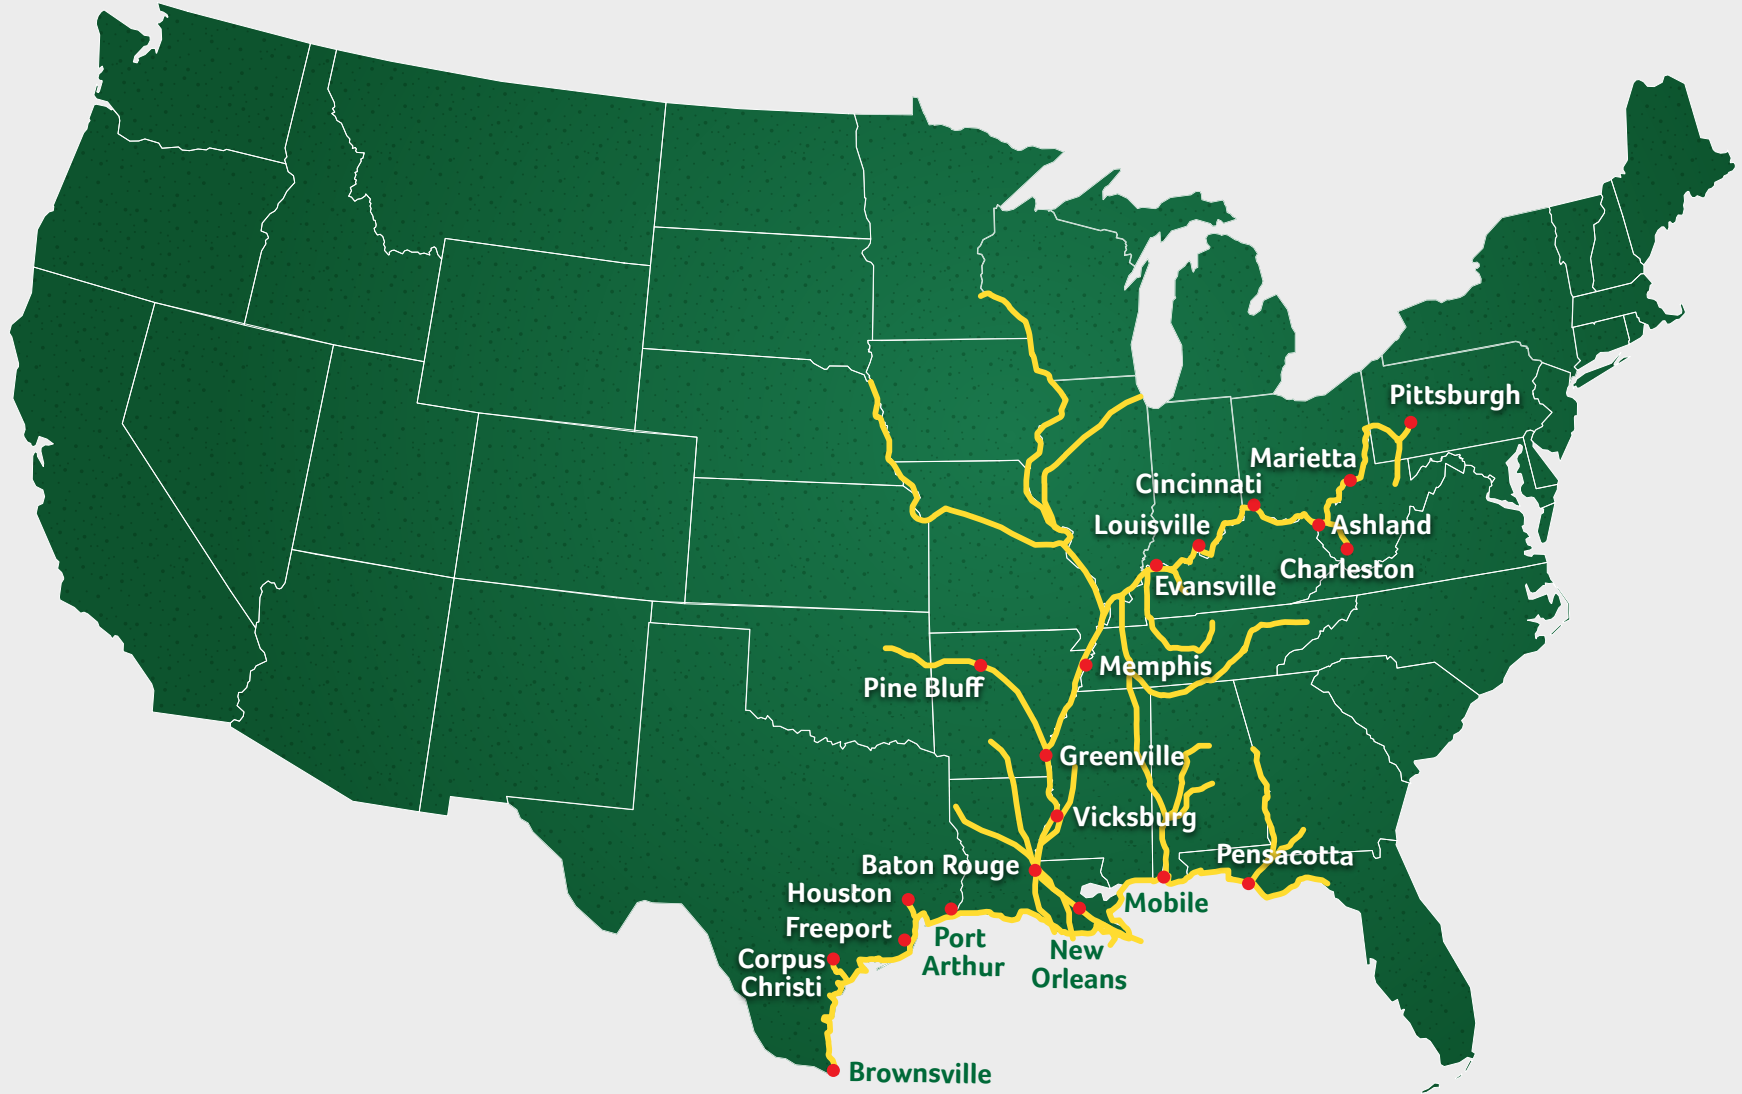 Pittsburgh
Marietta
Cincinnati
Louisville
Ashland
Charleston
Evansville
Memphis
Pine Bluff
Greenville
Vicksburg
Pensacotta
Baton Rouge
Houston
Mobile
Freeport
Port
Arthur
New
Orleans
Corpus
Christi
Brownsville